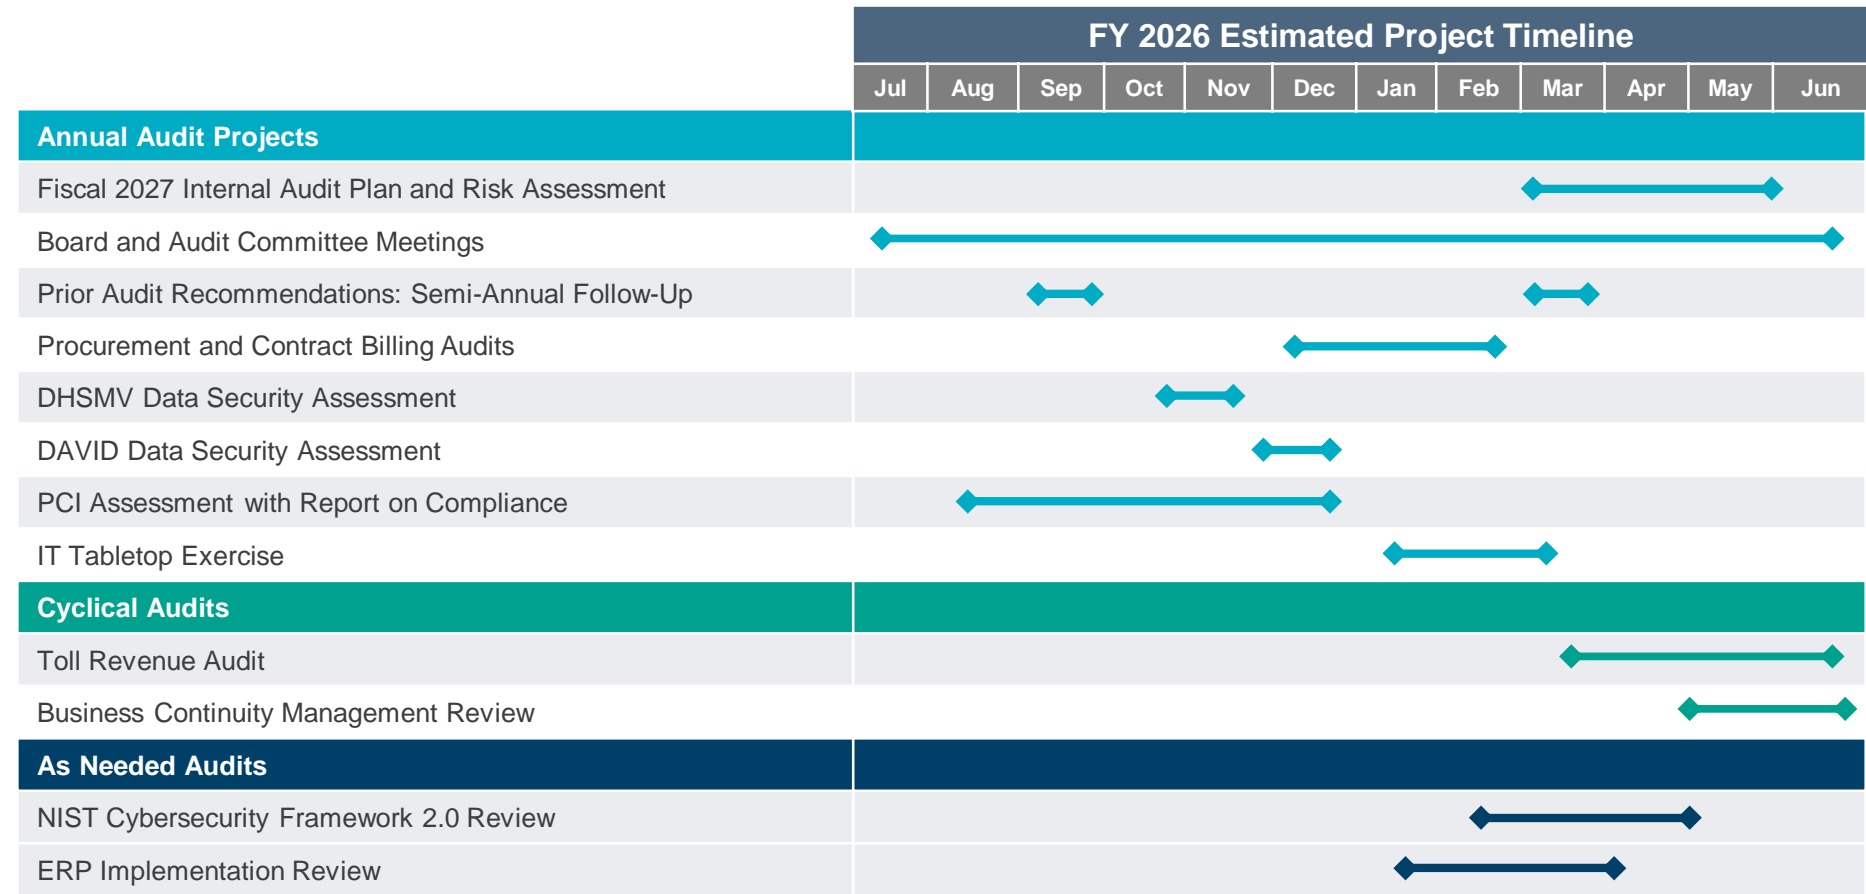 FY 2026 Estimated Project Timeline
Jul Aug Sep Oct Nov Dec Jan Feb Mar Apr May Jun
Annual Audit Projects
Fiscal 2027 Internal Audit Plan and Risk Assessment
Board and Audit Committee Meetings
Prior Audit Recommendations: Semi-Annual Follow-Up
Procurement and Contract Billing Audits
DHSMV Data Security Assessment
DAVID Data Security Assessment
PCI Assessment with Report on Compliance
IT Tabletop Exercise
Cyclical Audits
Toll Revenue Audit
Business Continuity Management Review
As Needed Audits
NIST Cybersecurity Framework 2.0 Review
ERP Implementation Review